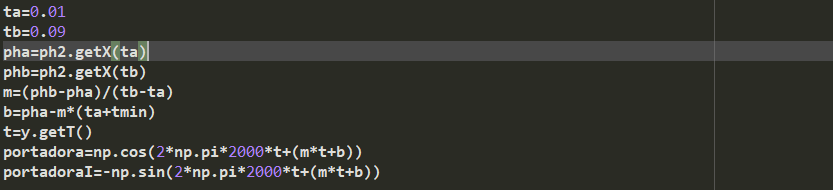 ta=0.01
tb=0.09
pha=ph2.getX(ta)
phb=ph2.getX(tb)
m=(phb-pha)/(tb-ta)
b=pha-m*(ta+tmin)
t=y.getT()
portadora=np.cos(2*np.pi*2000*t+(m*t+b))
portadoraI=-np.sin(2*np.pi*2000*t+(m*t+b))